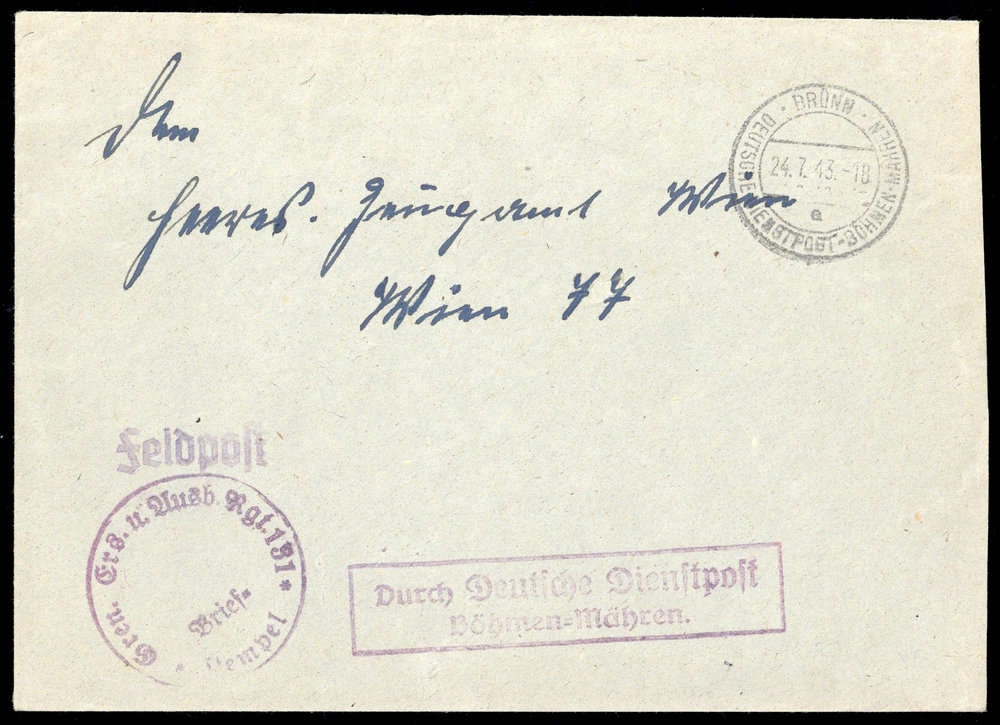 Dem
Heeres. Zeugamt Wien
Wien 77
BRÜNN
24.7.43.-18
a
DEUTSCHE DIENSTPOST-BÖHMEN-MÄHREN
Feldpost
Gren. Ers. u. Ausb. Rgt. 131 *
Brief=
* stempel
Durch Deutsche Dienstpost
Böhmen=Mähren.